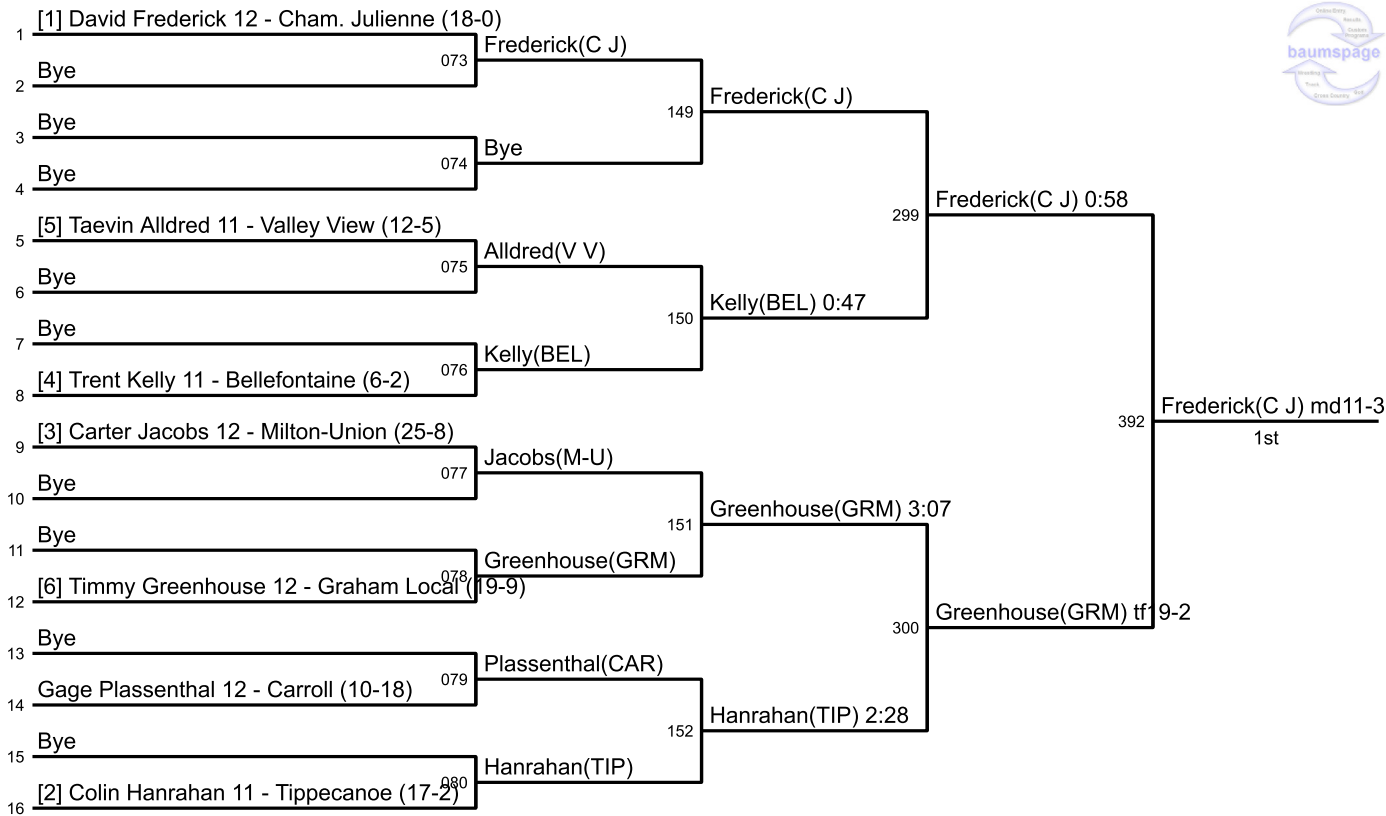 [1] David Frederick 12 - Cham. Julienne (18-0)
1
Bye
2
073
Frederick(C J)
Bye
3
Bye
4
074
Bye
149
Frederick(C J)
[5] Taevin Alldred 11 - Valley View (12-5)
5
Bye
6
075
Alldred(V V)
Bye
7
[4] Trent Kelly 11 - Bellefontaine (6-2)
8
076
Kelly(BEL)
150
Kelly(BEL) 0:47
299
Frederick(C J) 0:58
[3] Carter Jacobs 12 - Milton-Union (25-8)
9
Bye
10
077
Jacobs(M-U)
Bye
11
[6] Timmy Greenhouse 12 - Graham Local (19-9)
12
078
Greenhouse(GRM)
151
Greenhouse(GRM) 3:07
Bye
13
Gage Plassenthal 12 - Carroll (10-18)
14
079
Plassenthal(CAR)
Bye
15
[2] Colin Hanrahan 11 - Tippecanoe (17-2)
16
080
Hanrahan(TIP)
152
Hanrahan(TIP) 2:28
300
Greenhouse(GRM) tf19-2
392
Frederick(C J) md11-3
1st
baumspage
Online Entry
Results
Cross Country